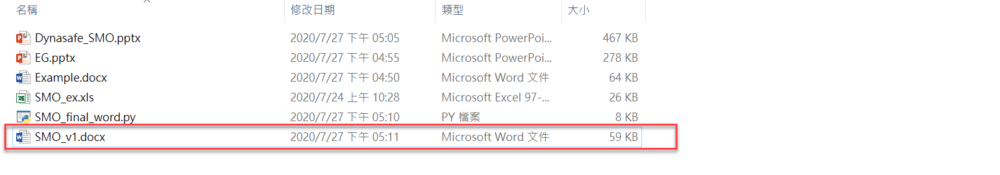 名稱 修改日期 類型 大小
Dynasafe_SMO.pptx 2020/7/27 下午 05:05 Microsoft PowerPoi... 467 KB
EG.pptx 2020/7/27 下午 04:55 Microsoft PowerPoi... 278 KB
Example.docx 2020/7/27 下午 04:50 Microsoft Word 文件 64 KB
SMO_ex.xls 2020/7/24 上午 10:28 Microsoft Excel 97-... 26 KB
SMO_final_word.py 2020/7/27 下午 05:10 PY 檔案 8 KB
SMO_v1.docx 2020/7/27 下午 05:11 Microsoft Word 文件 59 KB